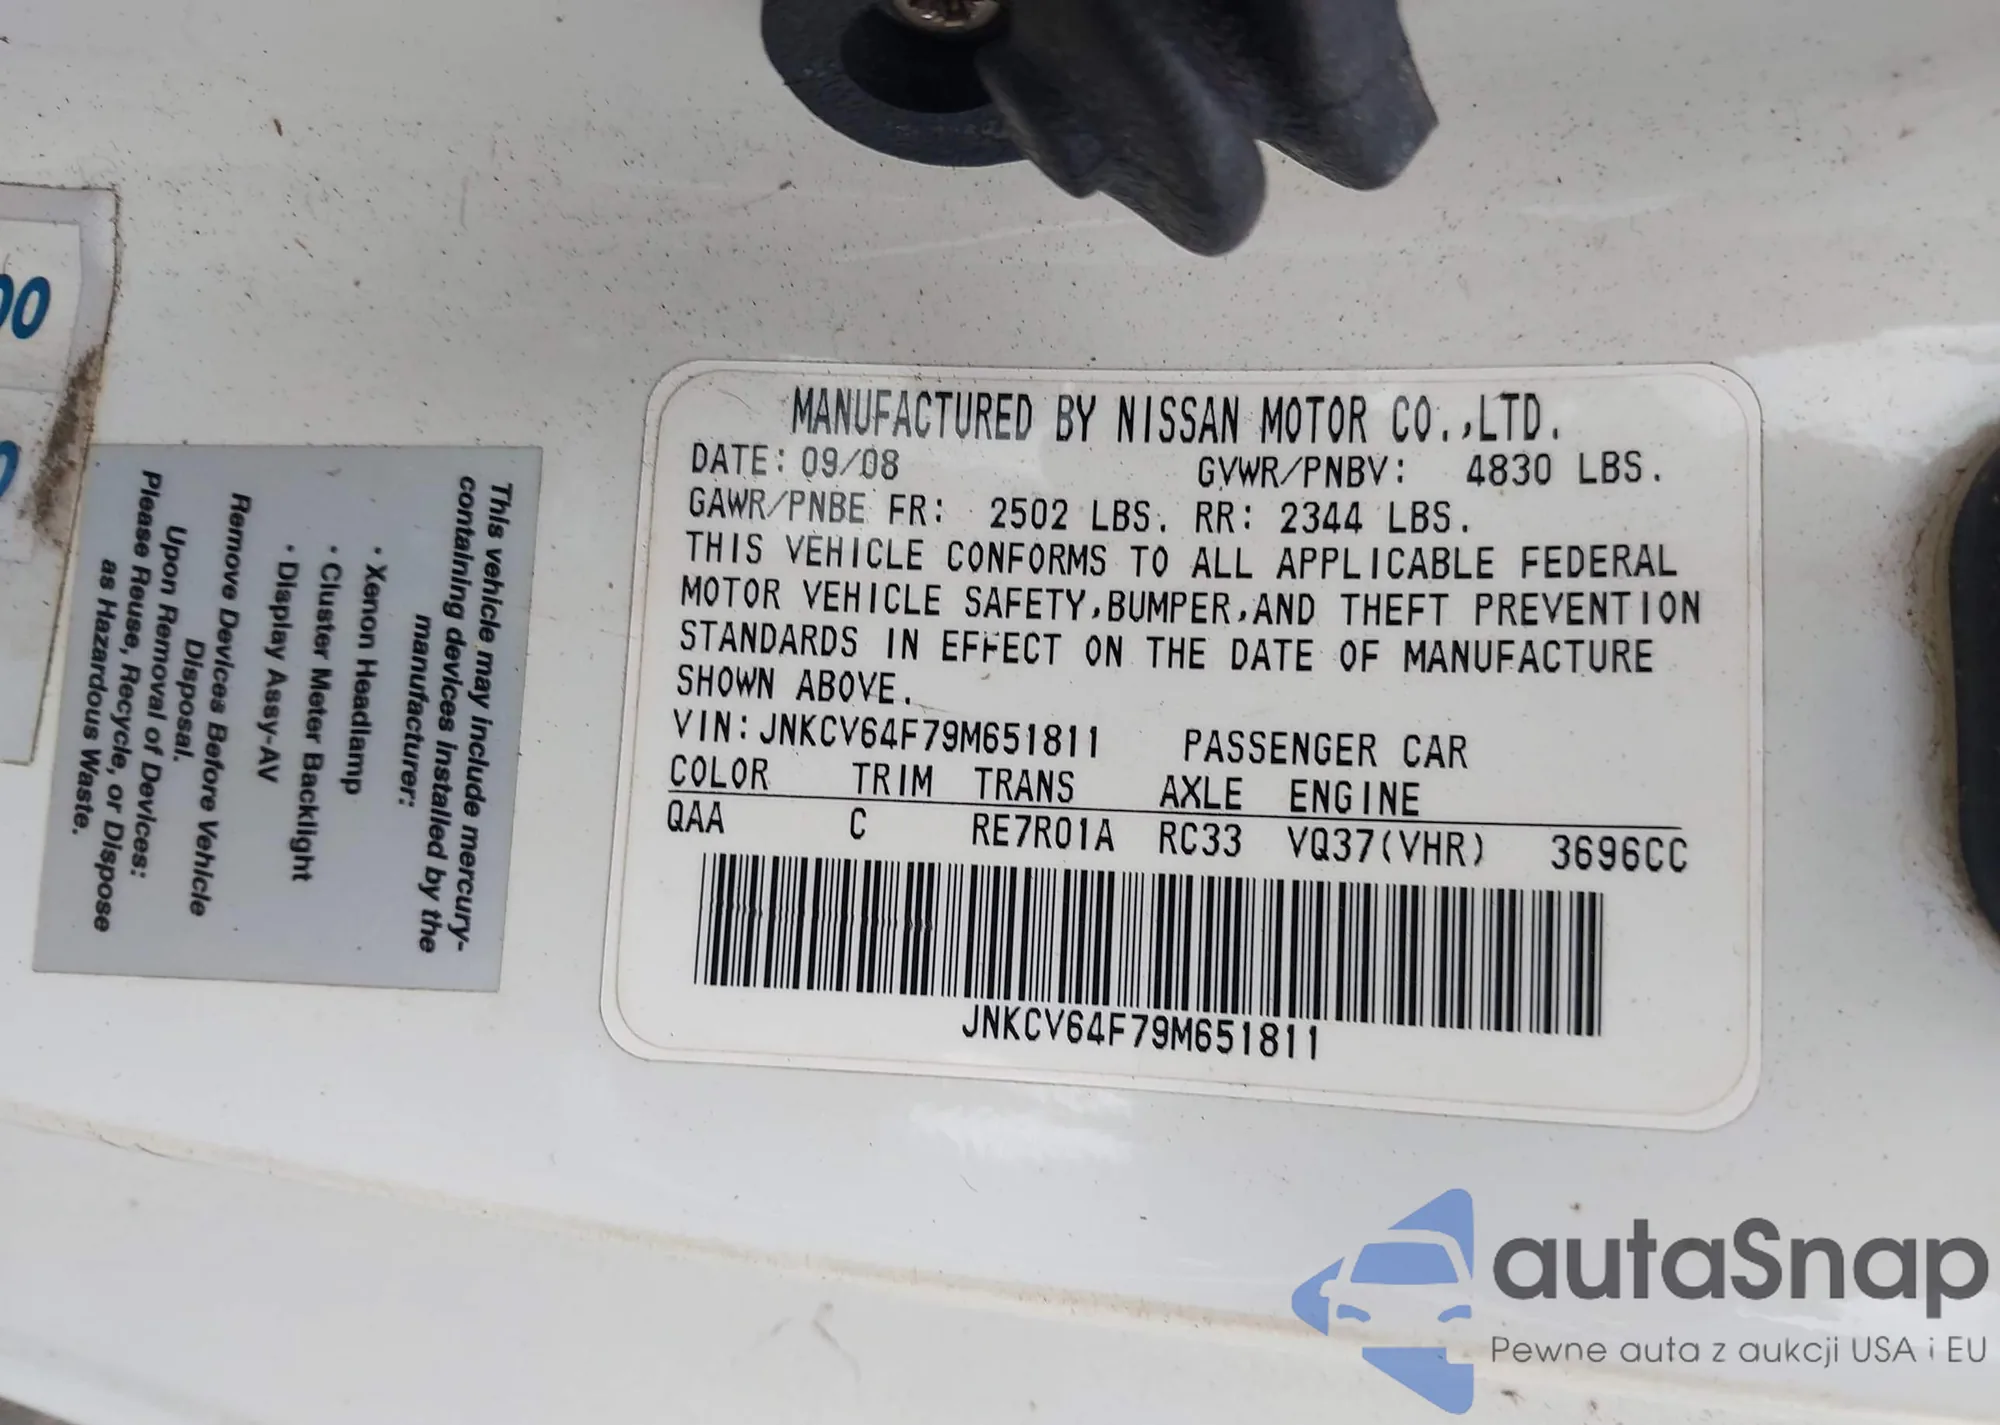 00
This vehicle may include mercury-
containing devices installed by the
manufacturer:
• Xenon Headlamp
• Cluster Meter Backlight
• Display Assy-AV
Remove Devices Before Vehicle
Disposal.
Upon Removal of Devices:
Please Reuse, Recycle, or Dispose
as Hazardous Waste.
MANUFACTURED BY NISSAN MOTOR CO.,LTD.
DATE: 09/08 GVWR/PNBV: 4830 LBS.
GAWR/PNBE FR: 2502 LBS. RR: 2344 LBS.
THIS VEHICLE CONFORMS TO ALL APPLICABLE FEDERAL
MOTOR VEHICLE SAFETY,BUMPER,AND THEFT PREVENTION
STANDARDS IN EFFECT ON THE DATE OF MANUFACTURE
SHOWN ABOVE.
VIN: JNKCV64F79M651811 PASSENGER CAR
COLOR TRIM TRANS AXLE ENGINE
QAA C RE7R01A RC33 VQ37(VHR) 3696CC
JNKCV64F79M651811
autaSnap
Pewne auta z aukcji USA i EU